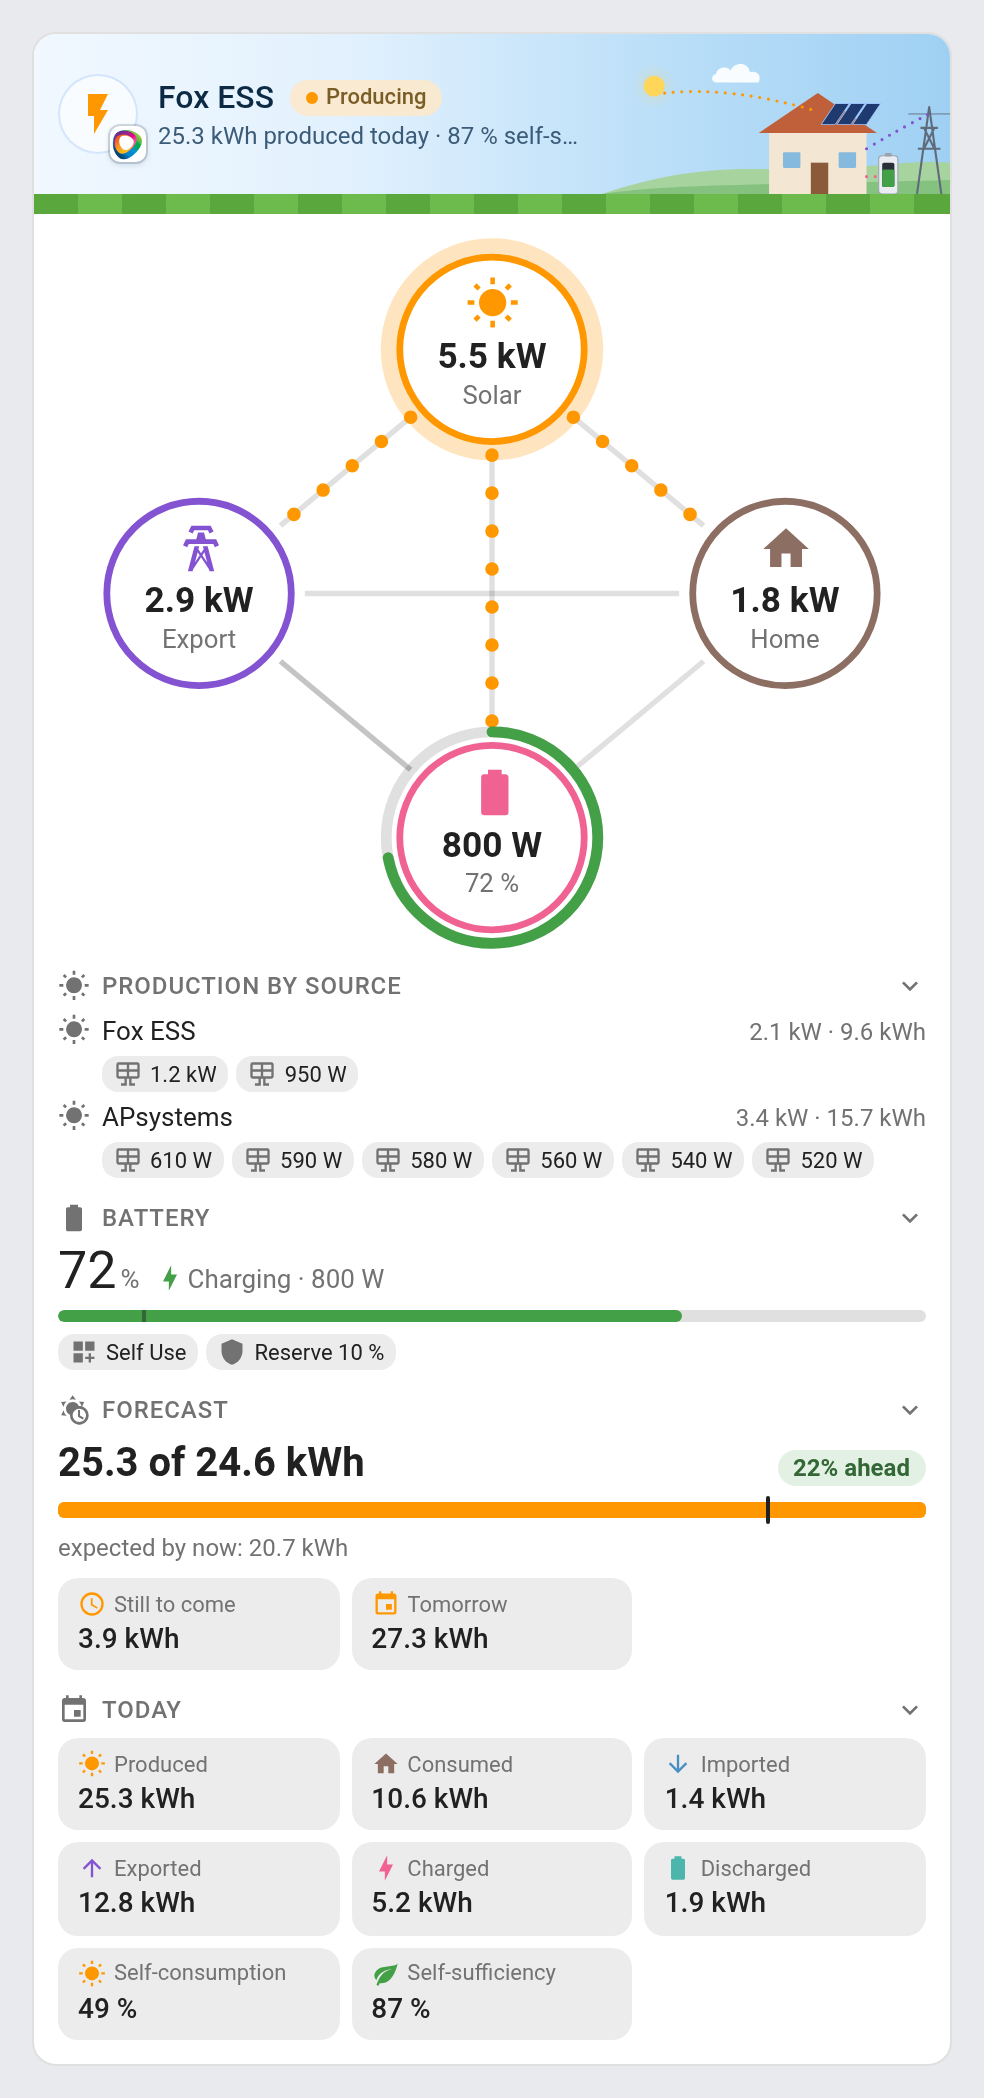 Fox ESS
Producing
25.3 kWh produced today · 87 % self-s…
5.5 kW
Solar
2.9 kW
Export
1.8 kW
Home
800 W
72 %
PRODUCTION BY SOURCE
Fox ESS 2.1 kW · 9.6 kWh
1.2 kW 950 W
APsystems 3.4 kW · 15.7 kWh
610 W 590 W 580 W 560 W 540 W 520 W
BATTERY
72 % Charging · 800 W
Self Use Reserve 10 %
FORECAST
25.3 of 24.6 kWh 22% ahead
expected by now: 20.7 kWh
Still to come Tomorrow
3.9 kWh 27.3 kWh
TODAY
Produced Consumed Imported
25.3 kWh 10.6 kWh 1.4 kWh
Exported Charged Discharged
12.8 kWh 5.2 kWh 1.9 kWh
Self-consumption Self-sufficiency
49 % 87 %